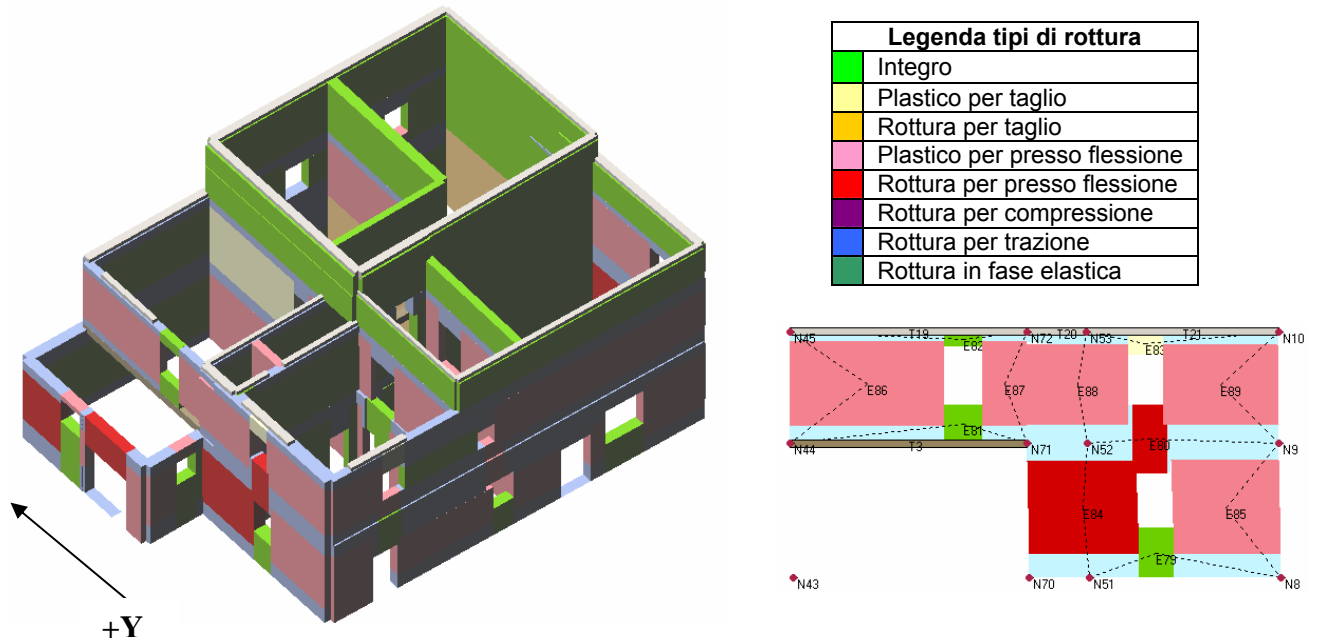 Legenda tipi di rottura
Integro
Plastico per taglio
Rottura per taglio
Plastico per presso flessione
Rottura per presso flessione
Rottura per compressione
Rottura per trazione
Rottura in fase elastica
+Y
N45 T19 N72 T20 N53 T21 N10
E82 E83
E86 E87 E88 E89
E81 E80
N44 T3 N71 N52 N9
E84 E85
E79
N43 N70 N51 N8